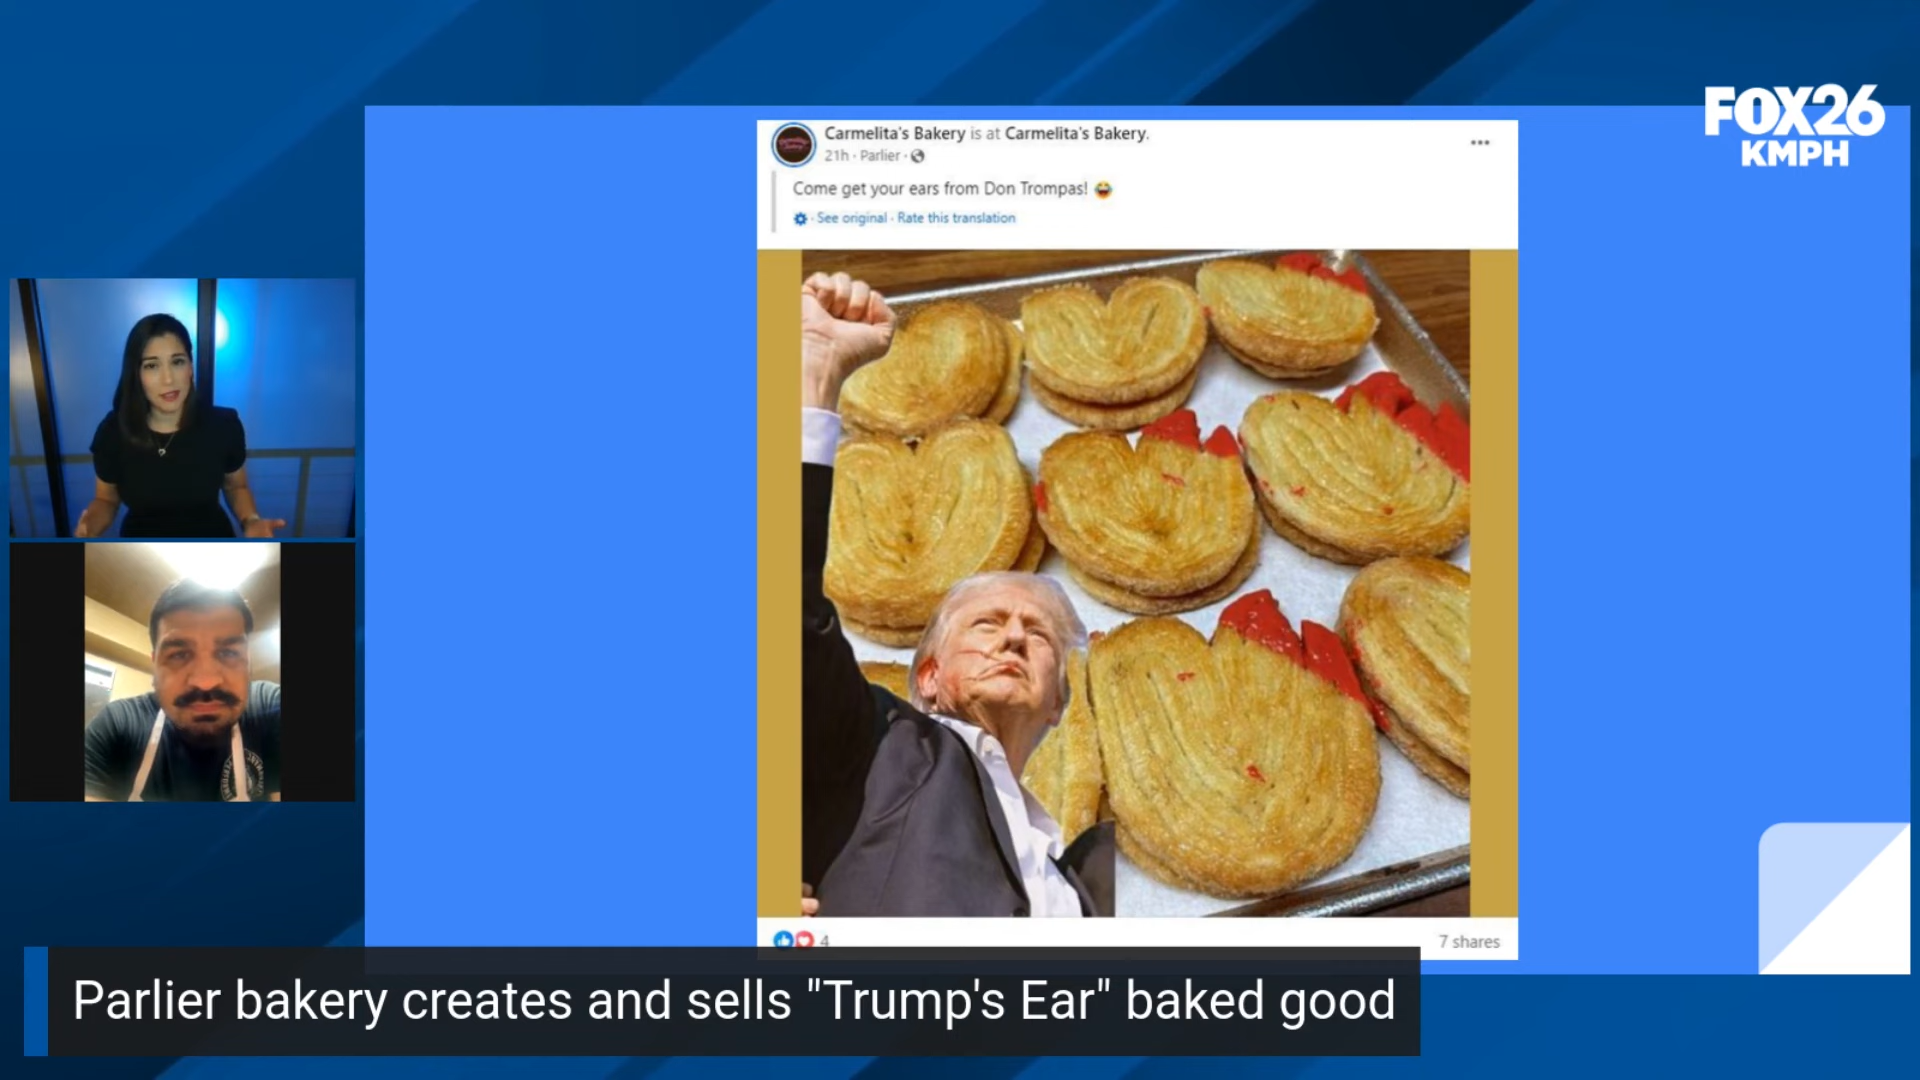 FOX26
KMPH
Carmelita's Bakery is at Carmelita's Bakery.
21h · Parlier ·
Come get your ears from Don Trompas! 😂
· See original · Rate this translation
4
7 shares
Parlier bakery creates and sells "Trump's Ear" baked good